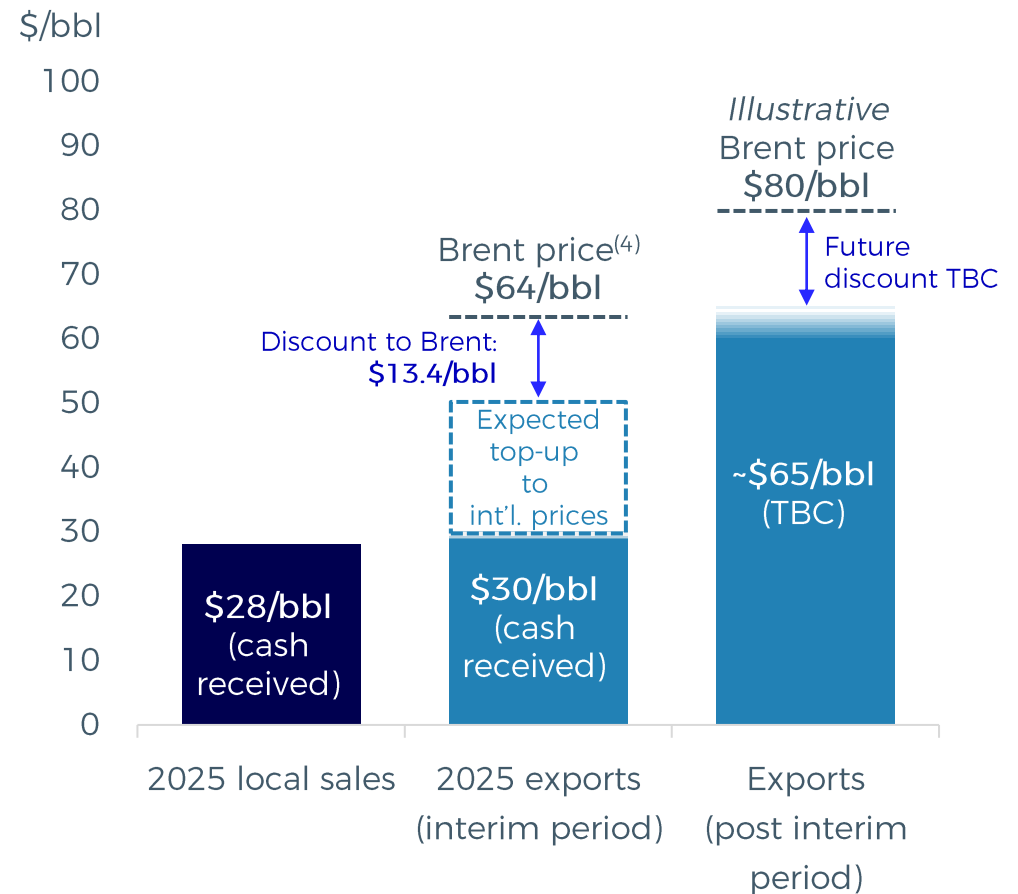 $/bbl
100
90
80
70
60
50
40
30
20
10
0
$28/bbl
(cash
received)
2025 local sales
Brent price(4)
$64/bbl
Discount to Brent:
$13.4/bbl
Expected
top-up
to
int'l. prices
$30/bbl
(cash
received)
2025 exports
(interim period)
Illustrative
Brent price
$80/bbl
Future
discount TBC
~$65/bbl
(TBC)
Exports
(post interim
period)